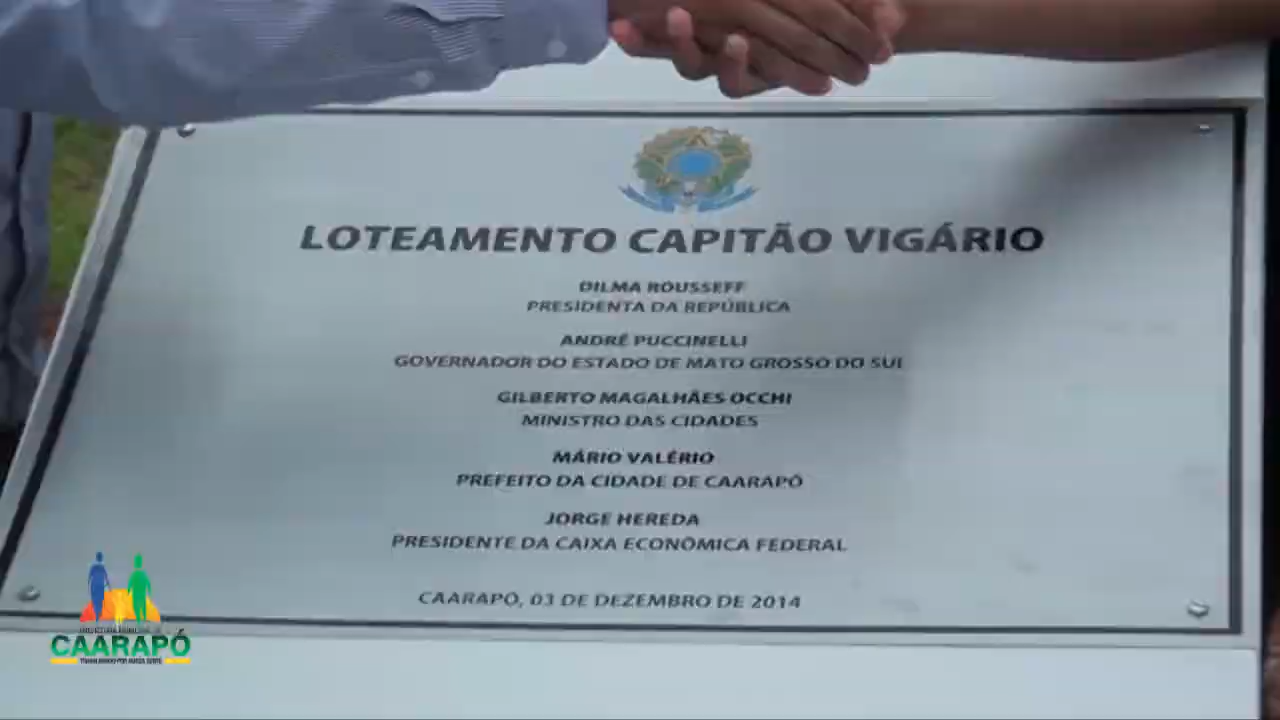 LOTEAMENTO CAPITÃO VIGÁRIO
DILMA ROUSSEFF
PRESIDENTA DA REPÚBLICA
ANDRÉ PUCCINELLI
GOVERNADOR DO ESTADO DE MATO GROSSO DO SUL
GILBERTO MAGALHÃES OCCHI
MINISTRO DAS CIDADES
MÁRIO VALÉRIO
PREFEITO DA CIDADE DE CAARAPÓ
JORGE HEREDA
PRESIDENTE DA CAIXA ECONÔMICA FEDERAL
CAARAPÓ, 03 DE DEZEMBRO DE 2014
CAARAPÓ